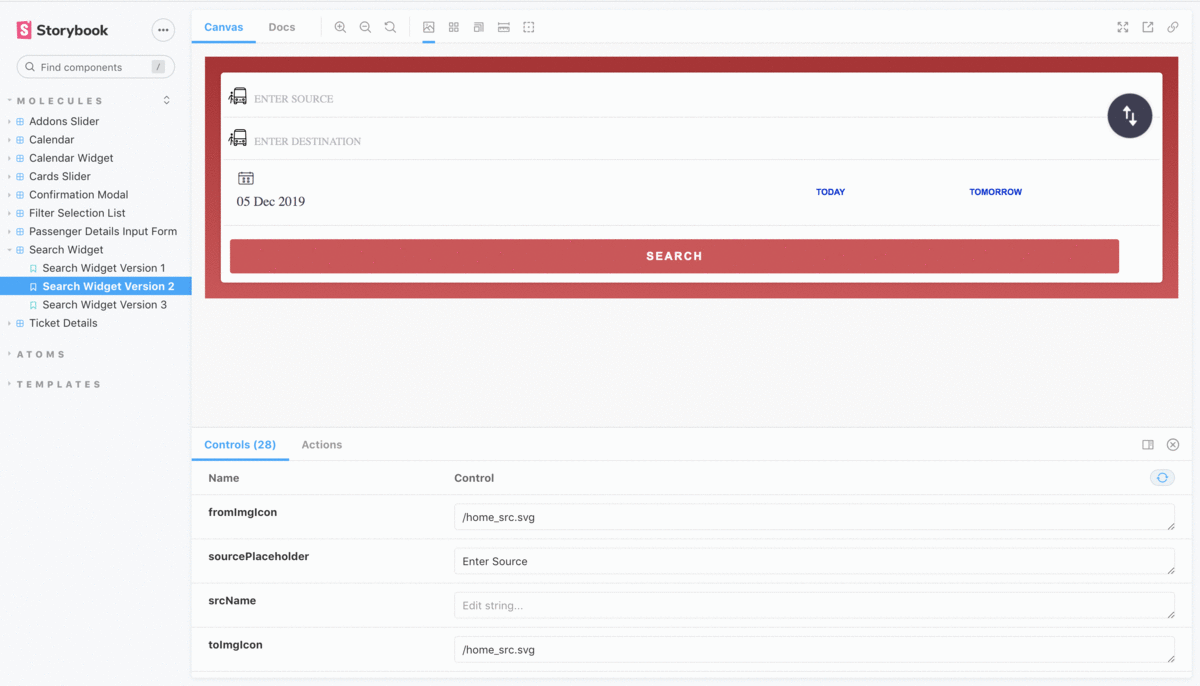 Storybook
Find components /
MOLECULES
Addons Slider
Calendar
Calendar Widget
Cards Slider
Confirmation Modal
Filter Selection List
Passenger Details Input Form
Search Widget
Search Widget Version 1
Search Widget Version 2
Search Widget Version 3
Ticket Details
ATOMS
TEMPLATES
Canvas Docs
ENTER SOURCE
ENTER DESTINATION
05 Dec 2019 TODAY TOMORROW
SEARCH
Controls (28) Actions
Name Control
fromImgIcon /home_src.svg
sourcePlaceholder Enter Source
srcName Edit string...
toImgIcon /home_src.svg